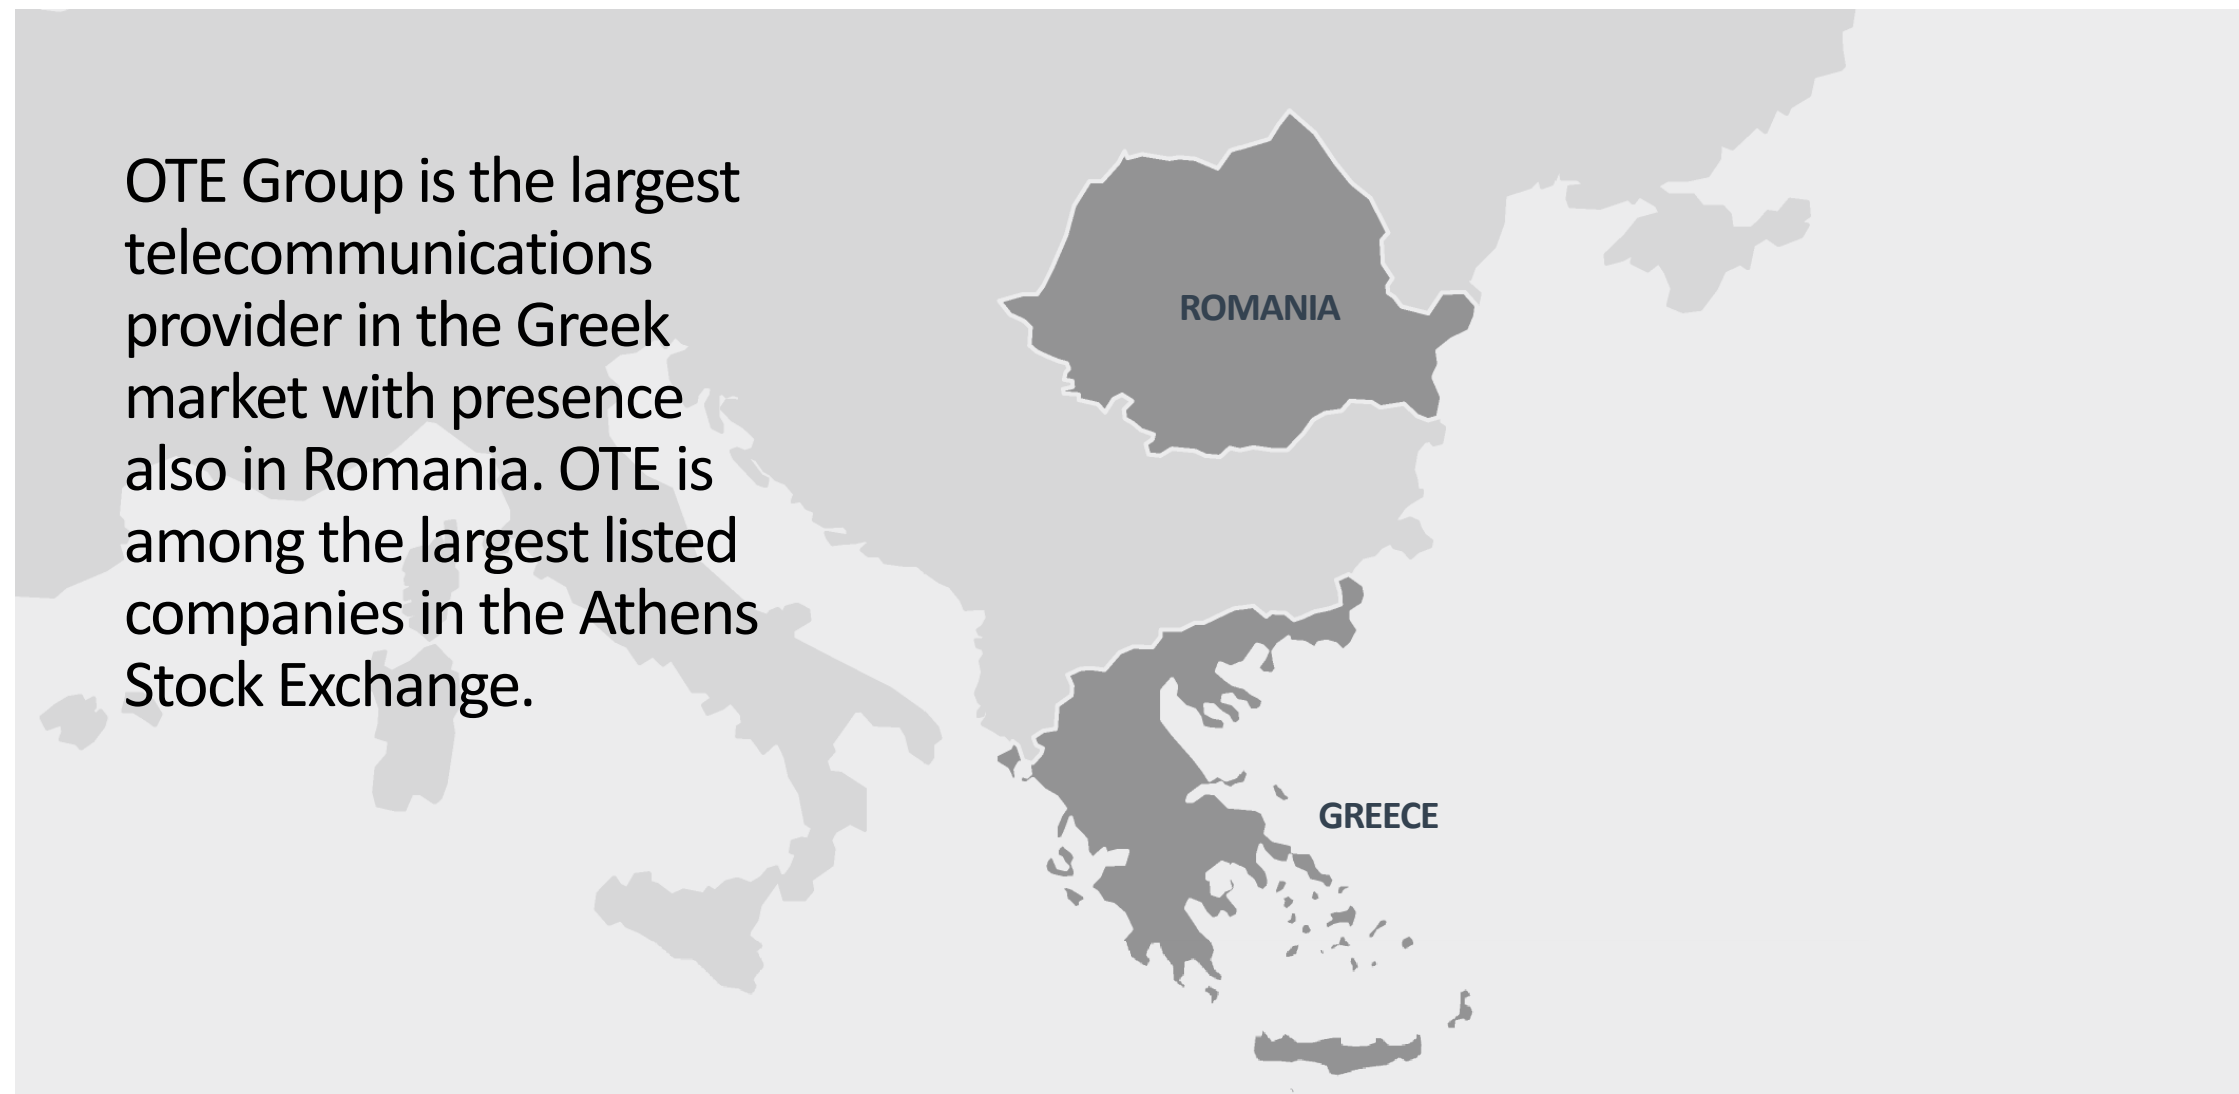 OTE Group is the largest
telecommunications
provider in the Greek
market with presence
also in Romania. OTE is
among the largest listed
companies in the Athens
Stock Exchange.
ROMANIA
GREECE